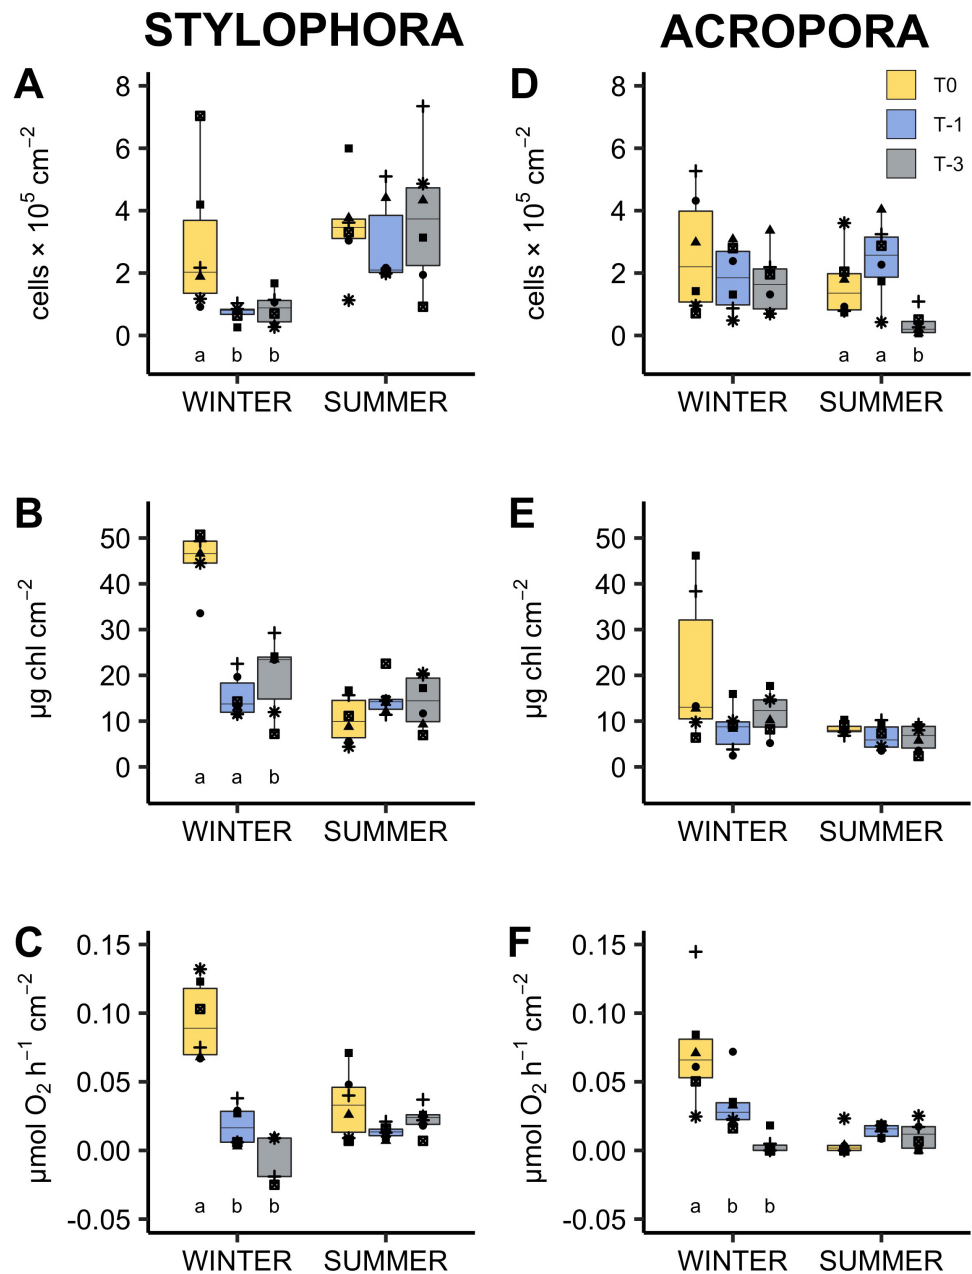 STYLOPHORA
ACROPORA
A
8
6
4
2
0
cells × 10⁵ cm⁻²
a b b
WINTER SUMMER
D
8
6
4
2
0
cells × 10⁵ cm⁻²
T0
T-1
T-3
a a b
WINTER SUMMER
B
50
40
30
20
10
0
µg chl cm⁻²
a a b
WINTER SUMMER
E
50
40
30
20
10
0
µg chl cm⁻²
WINTER SUMMER
C
0.15
0.10
0.05
0.00
-0.05
µmol O₂ h⁻¹ cm⁻²
a b b
WINTER SUMMER
F
0.15
0.10
0.05
0.00
-0.05
µmol O₂ h⁻¹ cm⁻²
a b b
WINTER SUMMER